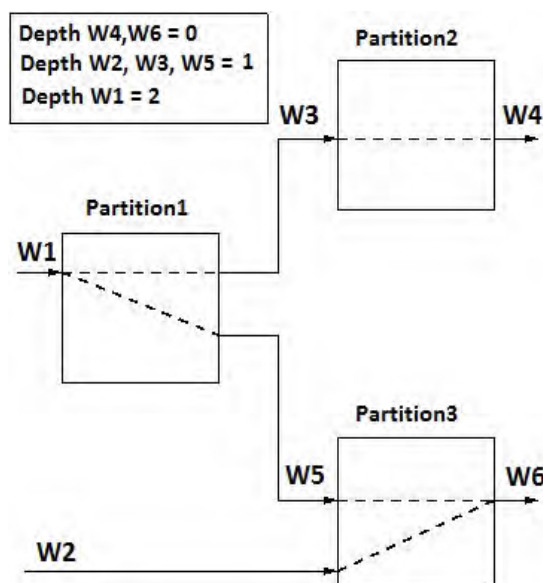 Depth W4,W6 = 0
Depth W2, W3, W5 = 1
Depth W1 = 2
Partition2
W3
W4
Partition1
W1
Partition3
W5
W6
W2